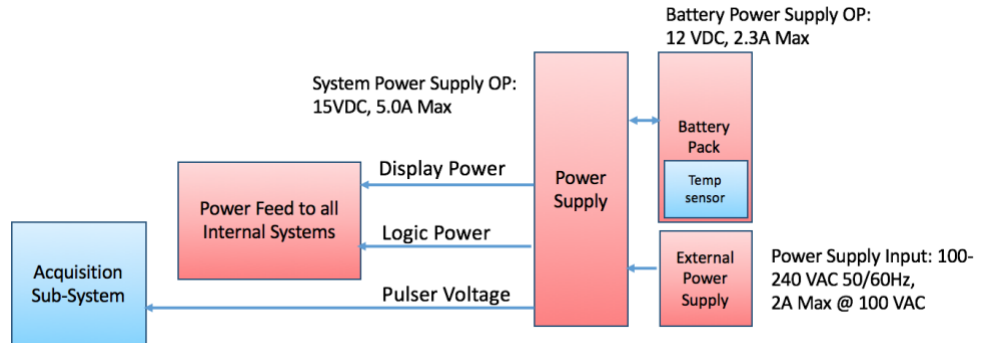 Battery Power Supply OP:
12 VDC, 2.3A Max
System Power Supply OP:
15VDC, 5.0A Max
Battery
Pack
Temp
sensor
Display Power
Power
Supply
Power Feed to all
Internal Systems
Logic Power
External
Power
Supply
Power Supply Input: 100-
240 VAC 50/60Hz,
2A Max @ 100 VAC
Acquisition
Sub-System
Pulser Voltage